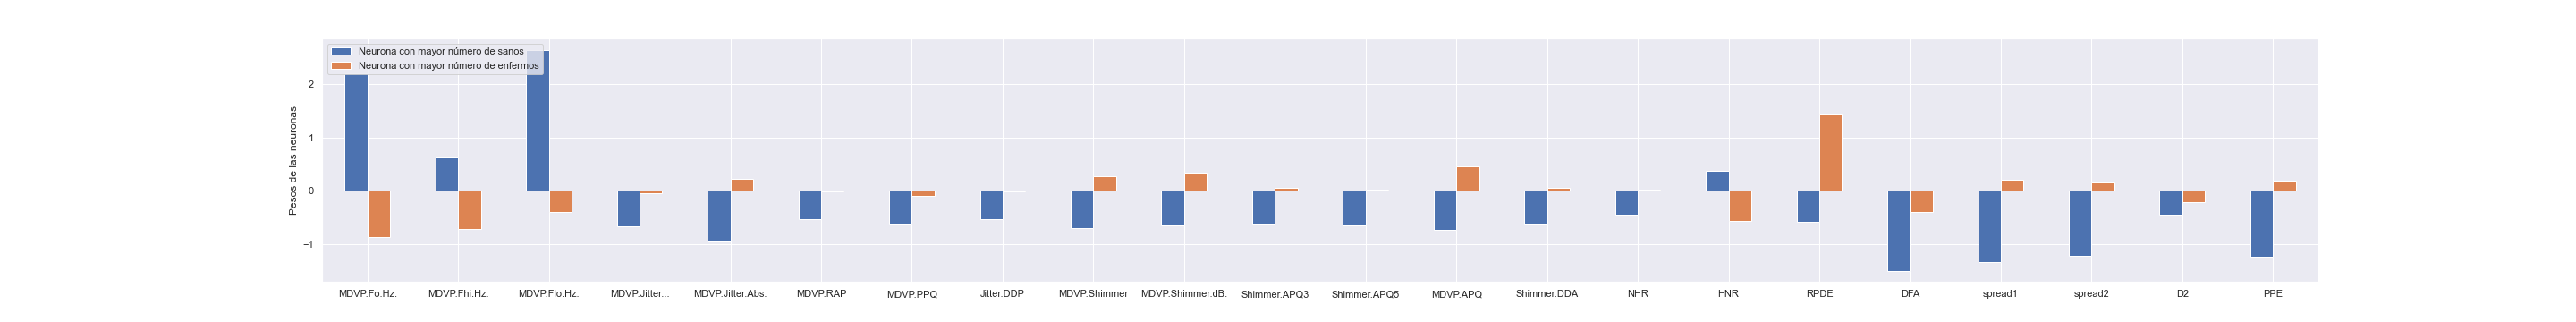 Neurona con mayor número de sanos
Neurona con mayor número de enfermos
Pesos de las neuronas
2
1
0
−1
MDVP.Fo.Hz. MDVP.Fhi.Hz. MDVP.Flo.Hz. MDVP.Jitter... MDVP.Jitter.Abs. MDVP.RAP MDVP.PPQ Jitter.DDP MDVP.Shimmer MDVP.Shimmer.dB. Shimmer.APQ3 Shimmer.APQ5 MDVP.APQ Shimmer.DDA NHR HNR RPDE DFA spread1 spread2 D2 PPE